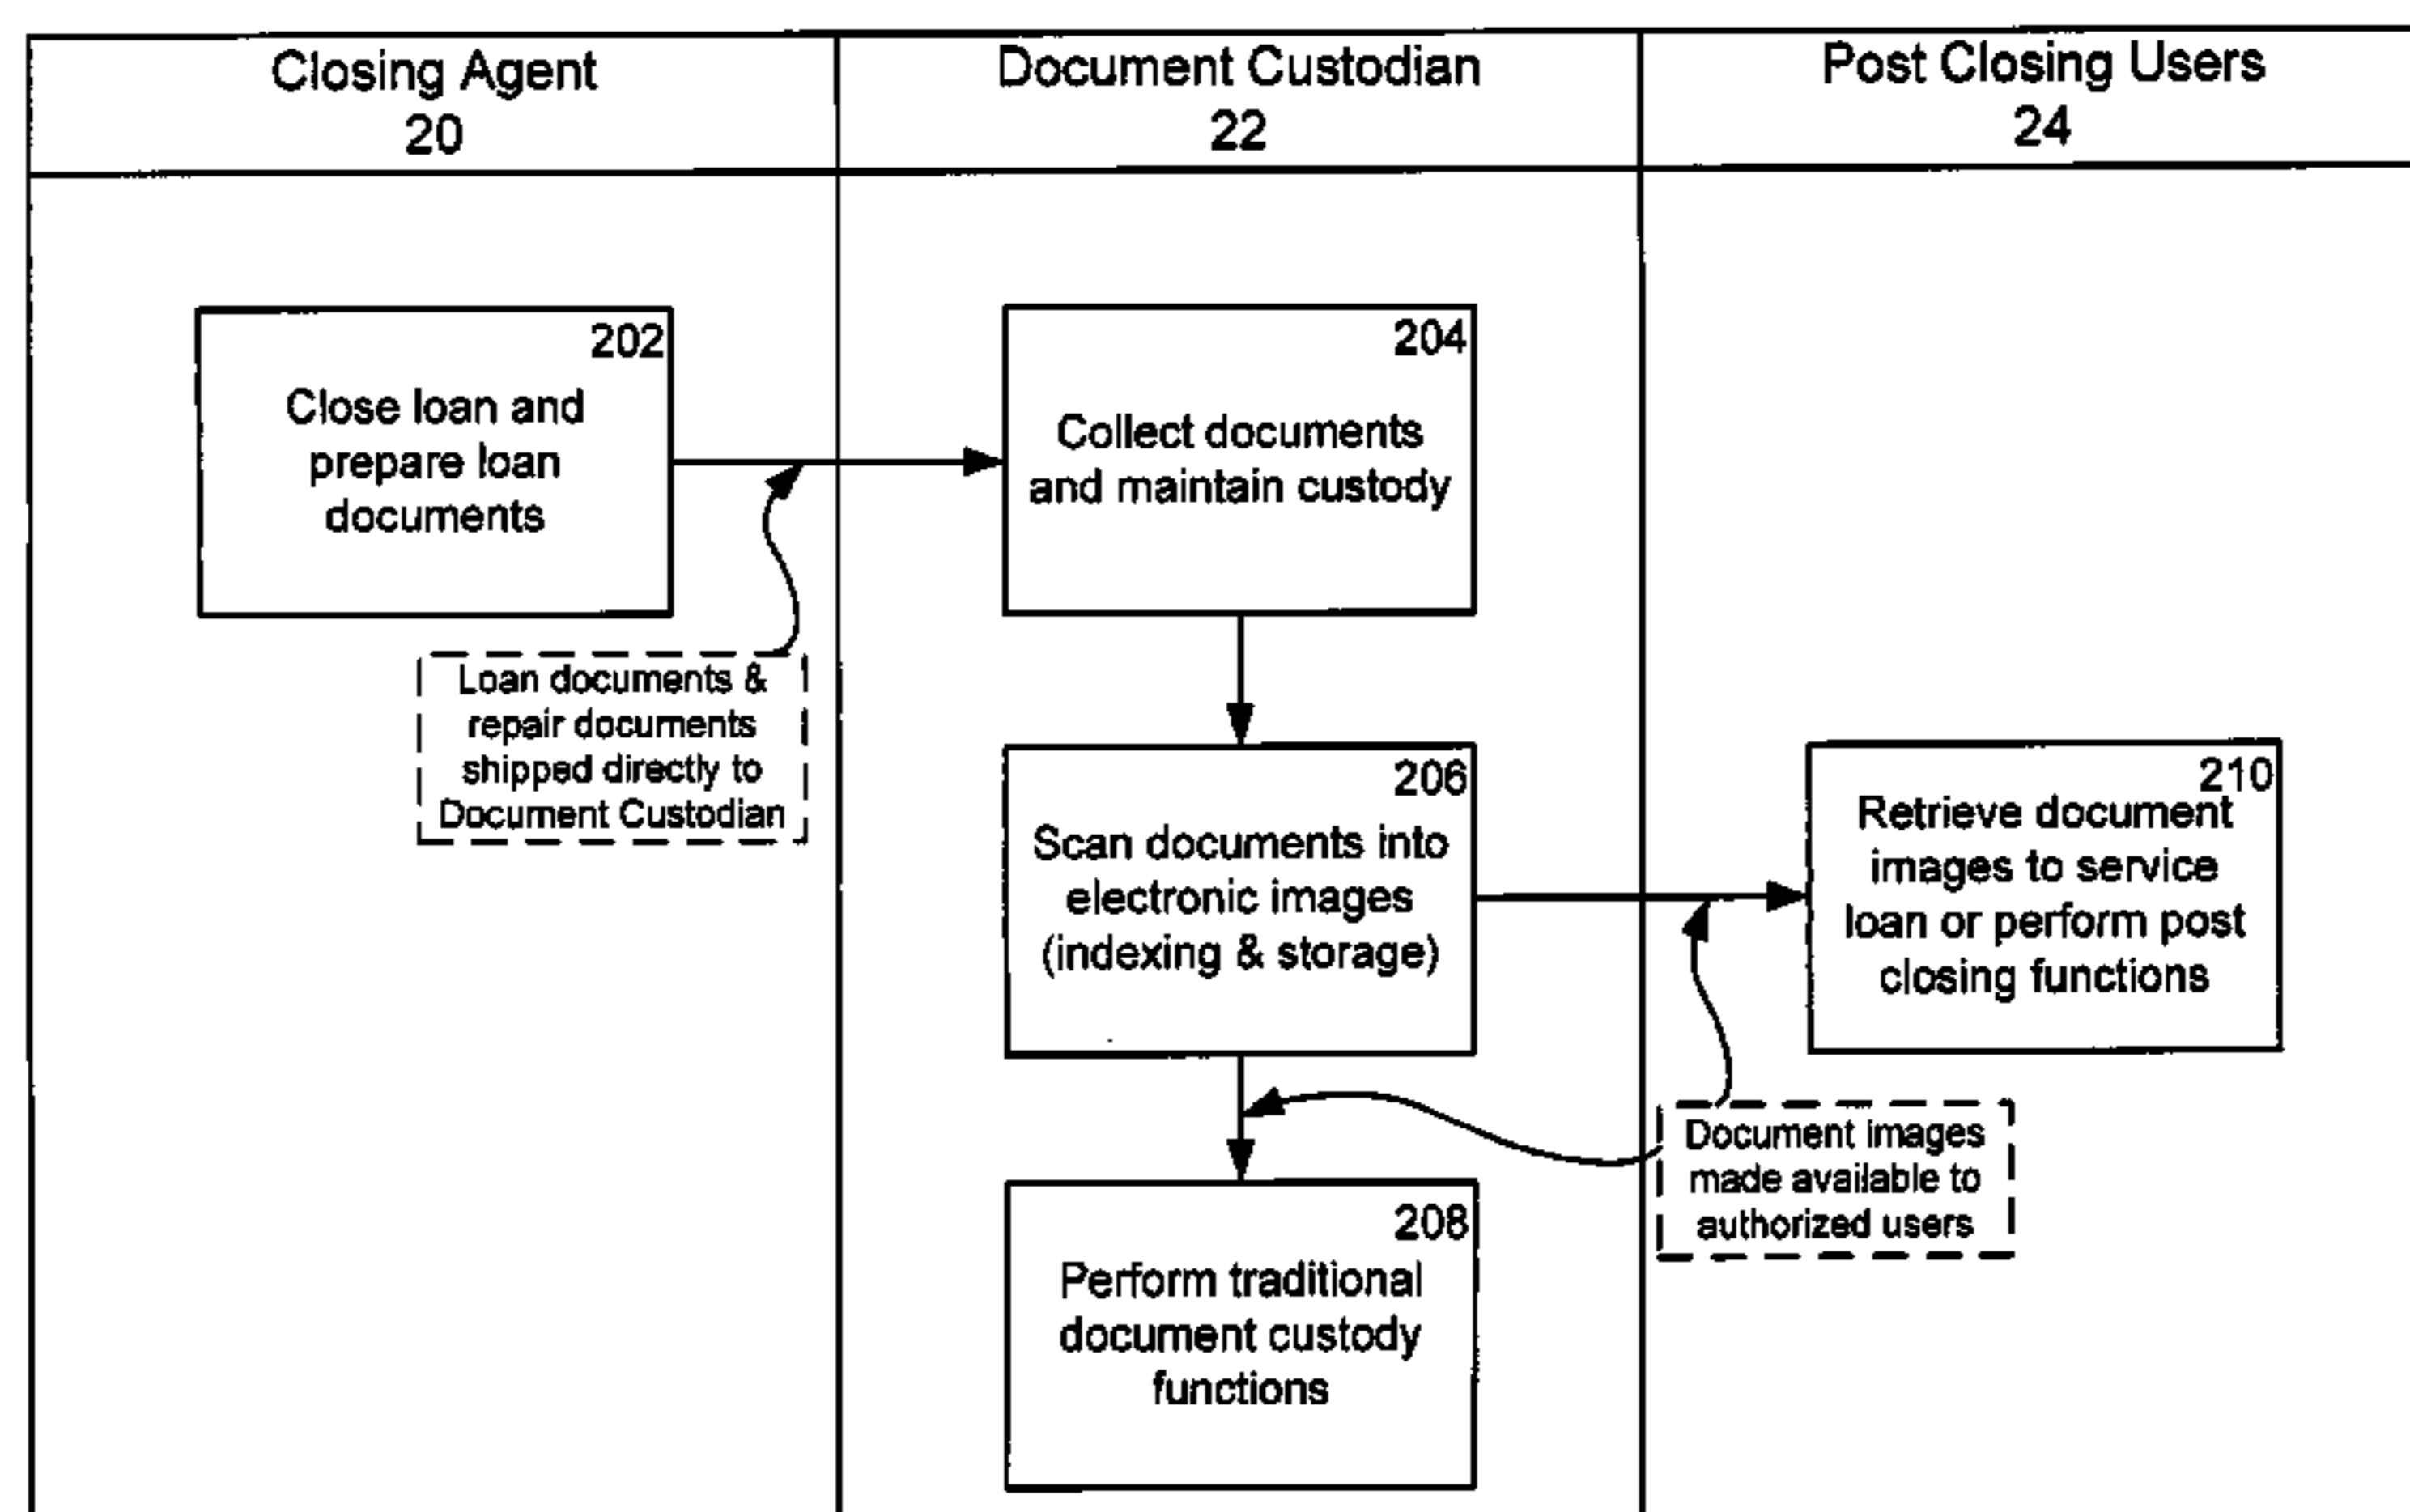 Closing Agent
20
Document Custodian
22
Post Closing Users
24
202
Close loan and
prepare loan
documents
204
Collect documents
and maintain custody
Loan documents &
repair documents
shipped directly to
Document Custodian
206
Scan documents into
electronic images
(indexing & storage)
210
Retrieve document
images to service
loan or perform post
closing functions
Document images
made available to
authorized users
208
Perform traditional
document custody
functions